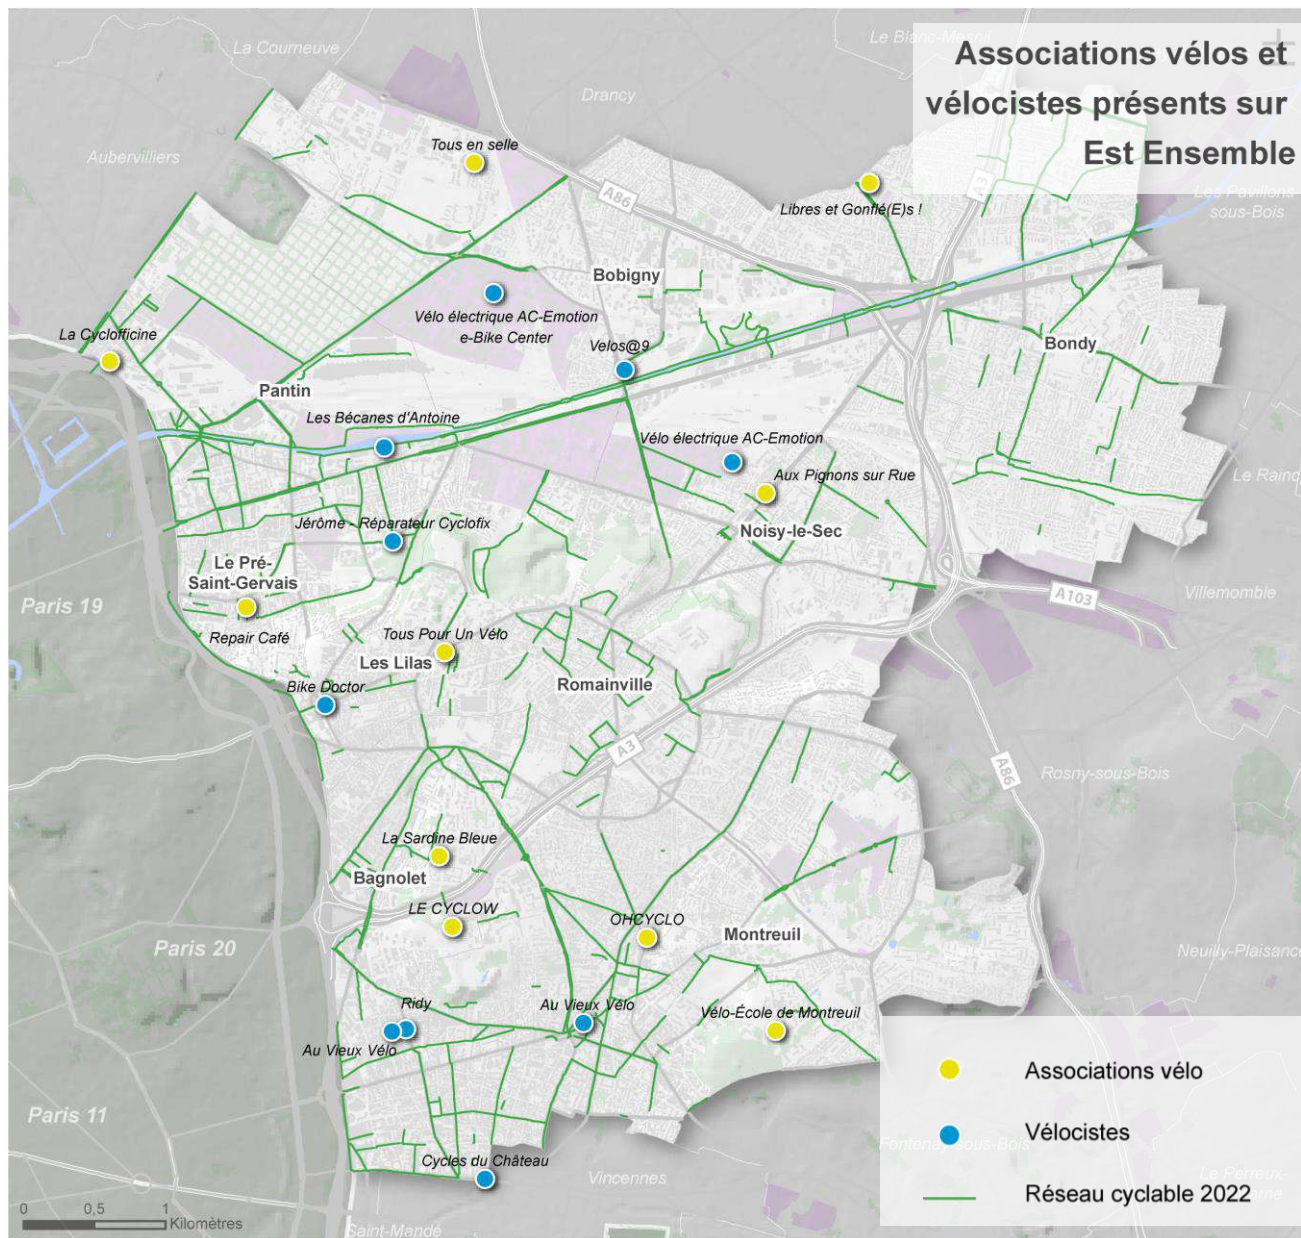 Associations vélos et
vélocistes présents sur
Est Ensemble
La Courneuve
Le Blanc-Mesnil
Drancy
Aubervilliers
Tous en selle
A86
A3
Libres et Gonflé(E)s !
Les Pavillons-
sous-Bois
Bobigny
Vélo électrique AC-Emotion
e-Bike Center
La Cyclofficine
Velos@9
Bondy
Pantin
Les Bécanes d'Antoine
Vélo électrique AC-Emotion
Aux Pignons sur Rue
Le Rainc
Jérôme - Réparateur Cyclofix
Noisy-le-Sec
Le Pré-
Saint-Gervais
Paris 19
A103
Villemomble
Repair Café
Tous Pour Un Vélo
Les Lilas
Bike Doctor
Romainville
A3
A86
Rosny-sous-Bois
La Sardine Bleue
Bagnolet
LE CYCLOW
OHCYCLO
Montreuil
Paris 20
Neuilly-Plaisance
Ridy
Au Vieux Vélo
Au Vieux Vélo
Vélo-École de Montreuil
Paris 11
Associations vélo
Vélocistes
Fontenay-sous-Bois
Cycles du Château
Vincennes
Le Perreux-
Réseau cyclable 2022
0 0,5 1
Kilomètres
Saint-Mandé